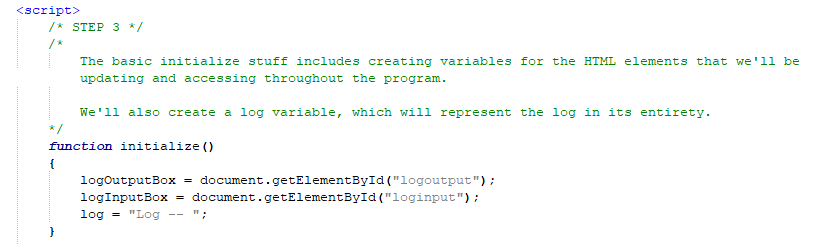 <script>
/* STEP 3 */
/*
The basic initialize stuff includes creating variables for the HTML elements that we'll be
updating and accessing throughout the program.
We'll also create a log variable, which will represent the log in its entirety.
*/
function initialize()
{
logOutputBox = document.getElementById("logoutput");
logInputBox = document.getElementById("loginput");
log = "Log -- ";
}